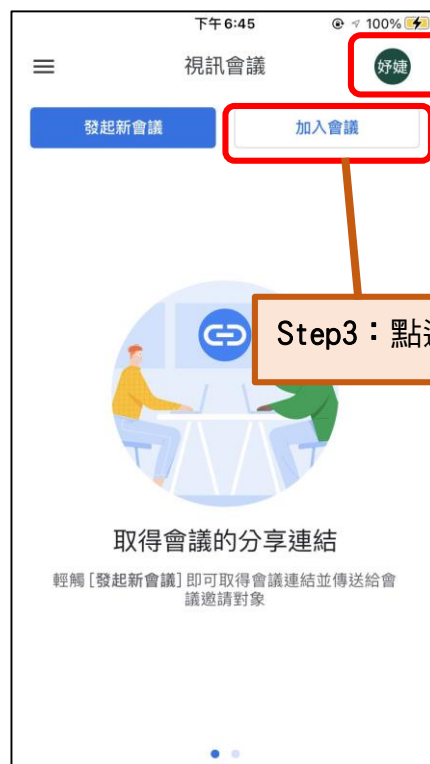 下午6:45
100%
視訊會議
妤婕
發起新會議
加入會議
Step3：點
取得會議的分享連結
輕觸 [發起新會議] 即可取得會議連結並傳送給會
議邀請對象